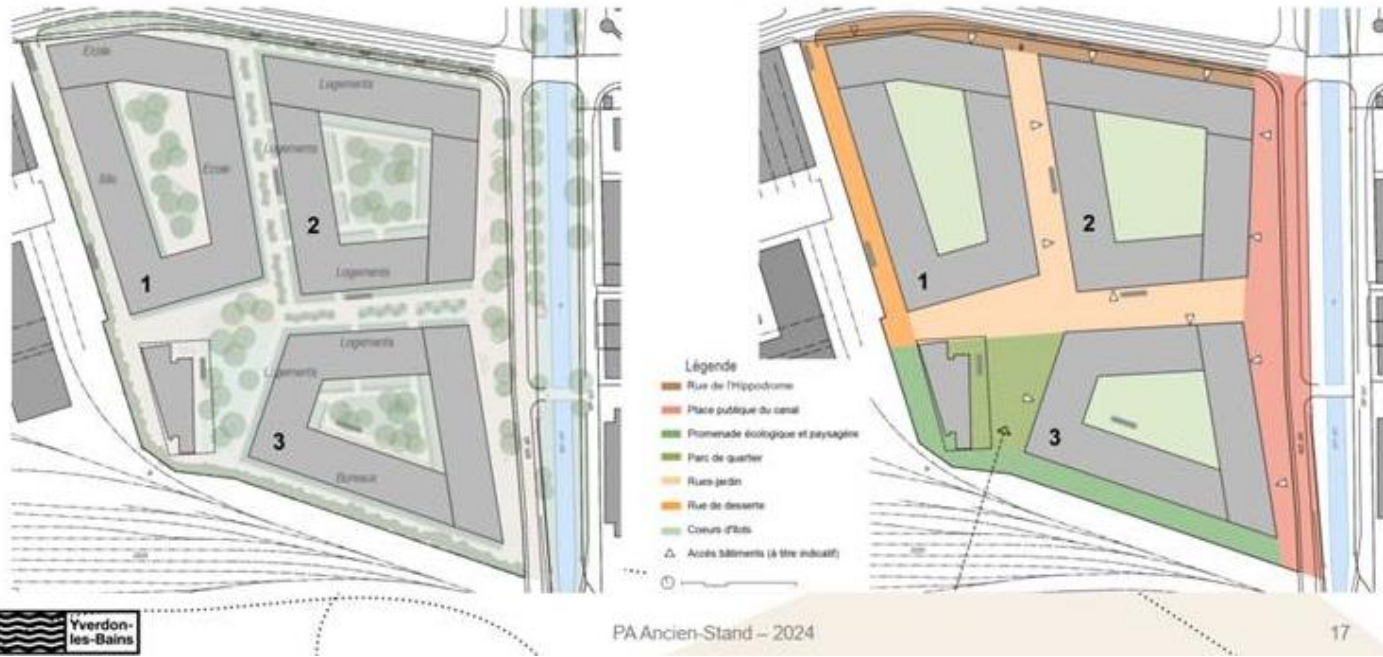 Ecole
Logements
Logements
Silo
Ecole
2
1
Logements
Logements
Logements
3
Bureaux
2
1
3
Légende
Rue de l'Hippodrome
Place publique du canal
Promenade écologique et paysagère
Parc de quartier
Rues-jardin
Rue de desserte
Coeurs d'îlots
Accès bâtiments (à titre indicatif)
Yverdon-
les-Bains
PA Ancien-Stand – 2024
17